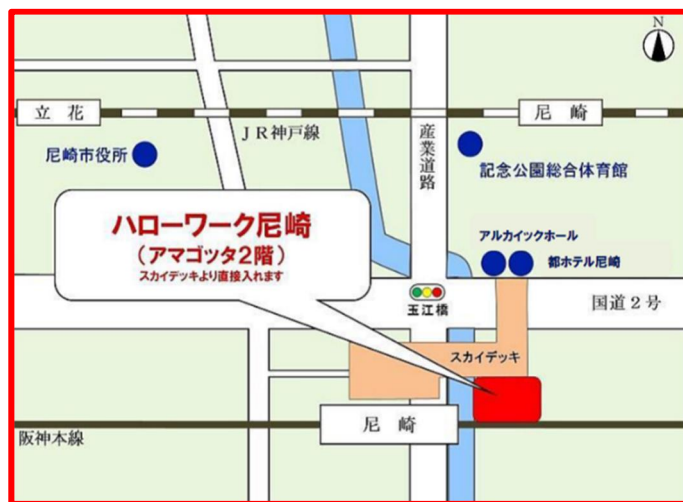 N
立花
尼崎
JR神戸線
産業道路
尼崎市役所
記念公園総合体育館
ハローワーク尼崎
（アマゴッタ2階）
スカイデッキより直接入れます
アルカイックホール
都ホテル尼崎
玉江橋
国道2号
スカイデッキ
尼崎
阪神本線